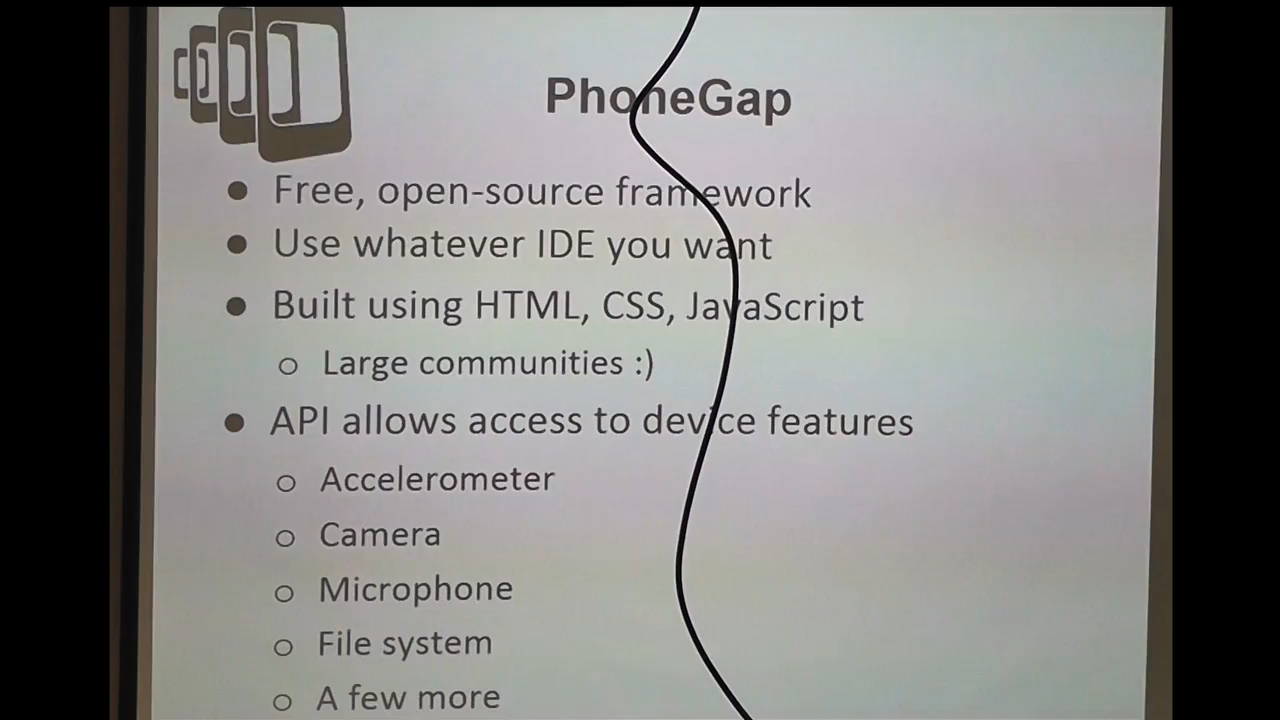 PhoneGap
● Free, open-source framework
● Use whatever IDE you want
● Built using HTML, CSS, JavaScript
○ Large communities :)
● API allows access to device features
○ Accelerometer
○ Camera
○ Microphone
○ File system
○ A few more